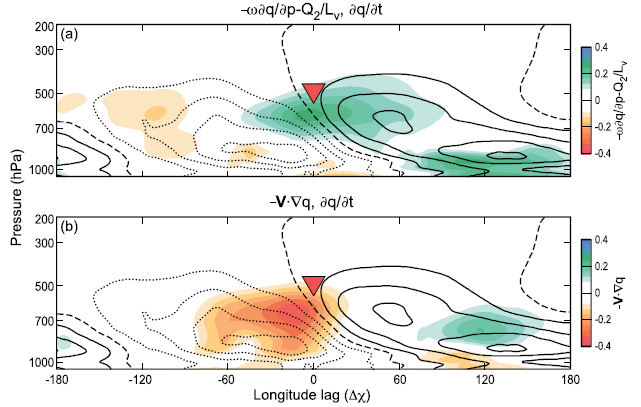 –ω∂q/∂p-Q₂/Lᵥ, ∂q/∂t
(a)
200
300
500
700
1000
0.4
0.2
0
-0.2
-0.4
–ω∂q/∂p-Q₂/Lᵥ
Pressure (hPa)
–V·∇q, ∂q/∂t
(b)
200
300
500
700
1000
0.4
0.2
0
-0.2
-0.4
–V·∇q
-180 -120 -60 0 60 120 180
Longitude lag (Δχ)